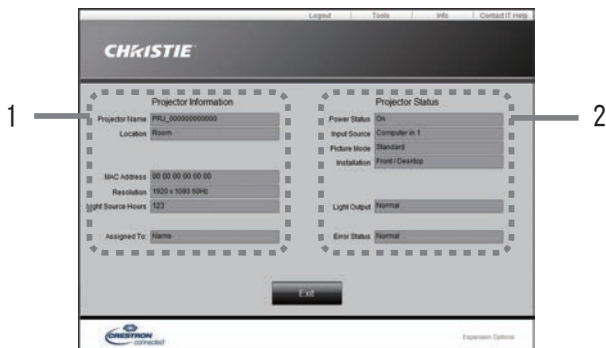 Logout Tools Info Contact IT Help
CHRISTIE
1
Projector Information
Projector Name PRJ_000000000000
Location Room
MAC Address 00 00 00 00 00 00
Resolution 1920 x 1080 60Hz
Light Source Hours 123
Assigned To: Name
2
Projector Status
Power Status On
Input Source Computer in 1
Picture Mode Standard
Installation Front / Desktop
Light Output Normal
Error Status Normal
Exit
CRESTRON connected
Expansion Options